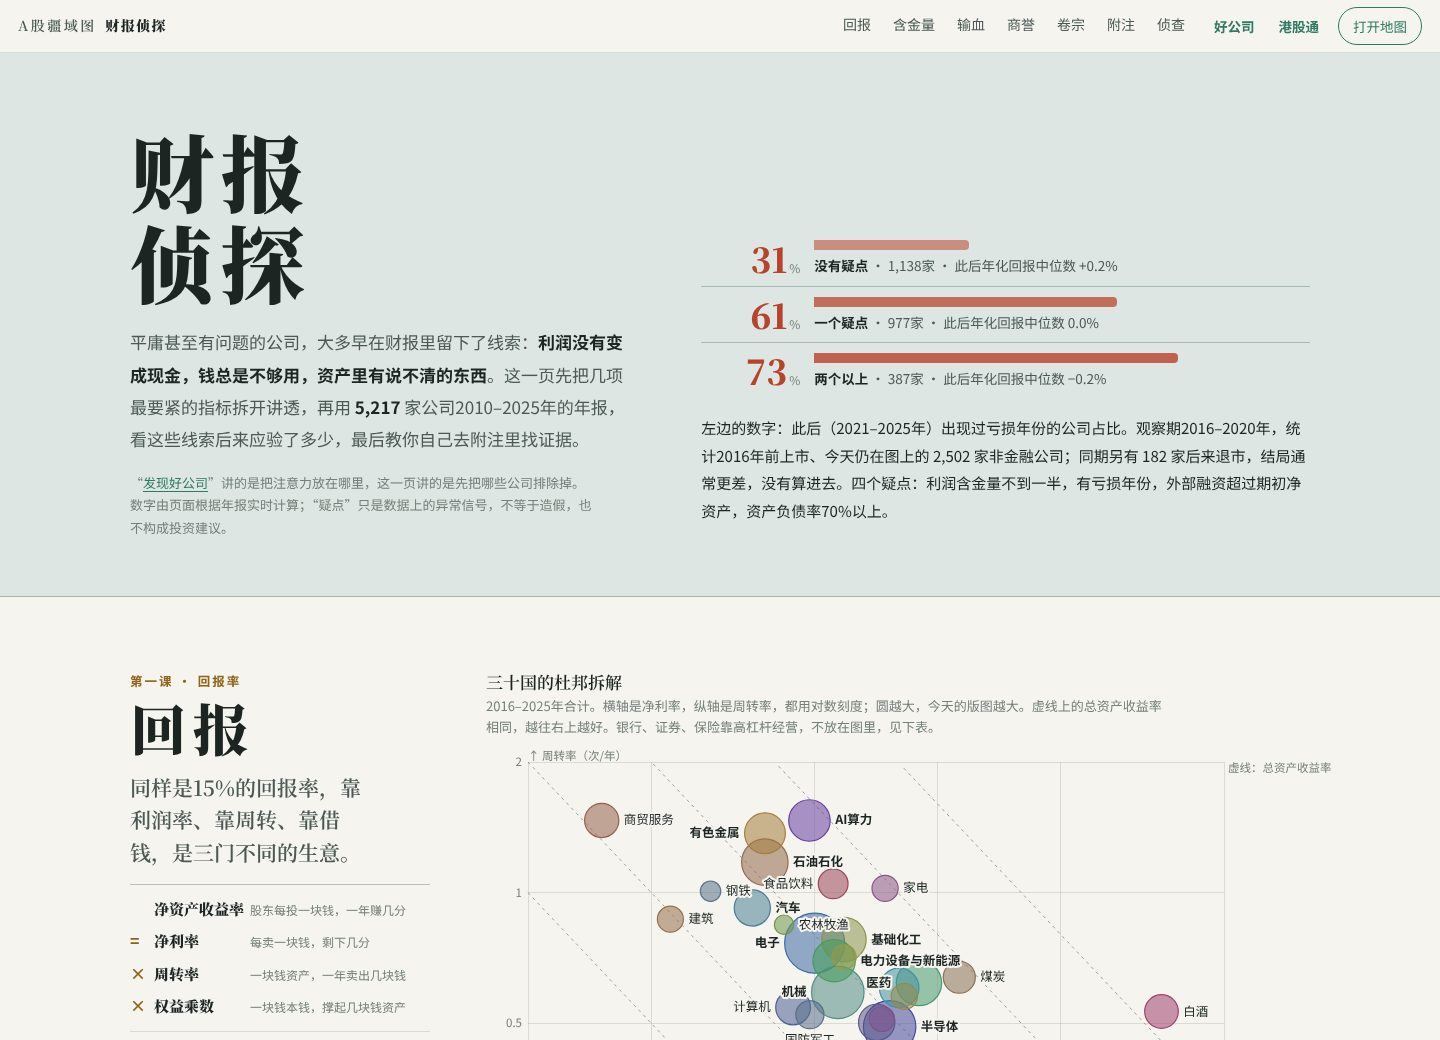 A股疆域图 财报侦探
回报 含金量 输血 商誉 卷宗 附注 侦查 好公司 港股通 打开地图
财报
侦探
平庸甚至有问题的公司，大多早在财报里留下了线索：利润没有变
成现金，钱总是不够用，资产里有说不清的东西。这一页先把几项
最要紧的指标拆开讲透，再用 5,217 家公司2010–2025年的年报，
看这些线索后来应验了多少，最后教你自己去附注里找证据。
“发现好公司”讲的是把注意力放在哪里，这一页讲的是先把哪些公司排除掉。
数字由页面根据年报实时计算；“疑点”只是数据上的异常信号，不等于造假，也
不构成投资建议。
31%
没有疑点 · 1,138家 · 此后年化回报中位数 +0.2%
61%
一个疑点 · 977家 · 此后年化回报中位数 0.0%
73%
两个以上 · 387家 · 此后年化回报中位数 −0.2%
左边的数字：此后（2021–2025年）出现过亏损年份的公司占比。观察期2016–2020年，统
计2016年前上市、今天仍在图上的 2,502 家非金融公司；同期另有 182 家后来退市，结局通
常更差，没有算进去。四个疑点：利润含金量不到一半，有亏损年份，外部融资超过期初净
资产，资产负债率70%以上。
第一课 · 回报率
回报
同样是15%的回报率，靠
利润率、靠周转、靠借
钱，是三门不同的生意。
净资产收益率 股东每投一块钱，一年赚几分
= 净利率 每卖一块钱，剩下几分
× 周转率 一块钱资产，一年卖出几块钱
× 权益乘数 一块钱本钱，撑起几块钱资产
三十国的杜邦拆解
2016–2025年合计。横轴是净利率，纵轴是周转率，都用对数刻度；圆越大，今天的版图越大。虚线上的总资产收益率
相同，越往右上越好。银行、证券、保险靠高杠杆经营，不放在图里，见下表。
↑ 周转率（次/年）
2
虚线：总资产收益率
商贸服务
有色金属
AI算力
石油石化
食品饮料
家电
钢铁
1
汽车
建筑
农林牧渔
电子
基础化工
电力设备与新能源
煤炭
医药
机械
计算机
白酒
0.5
半导体
国防军工